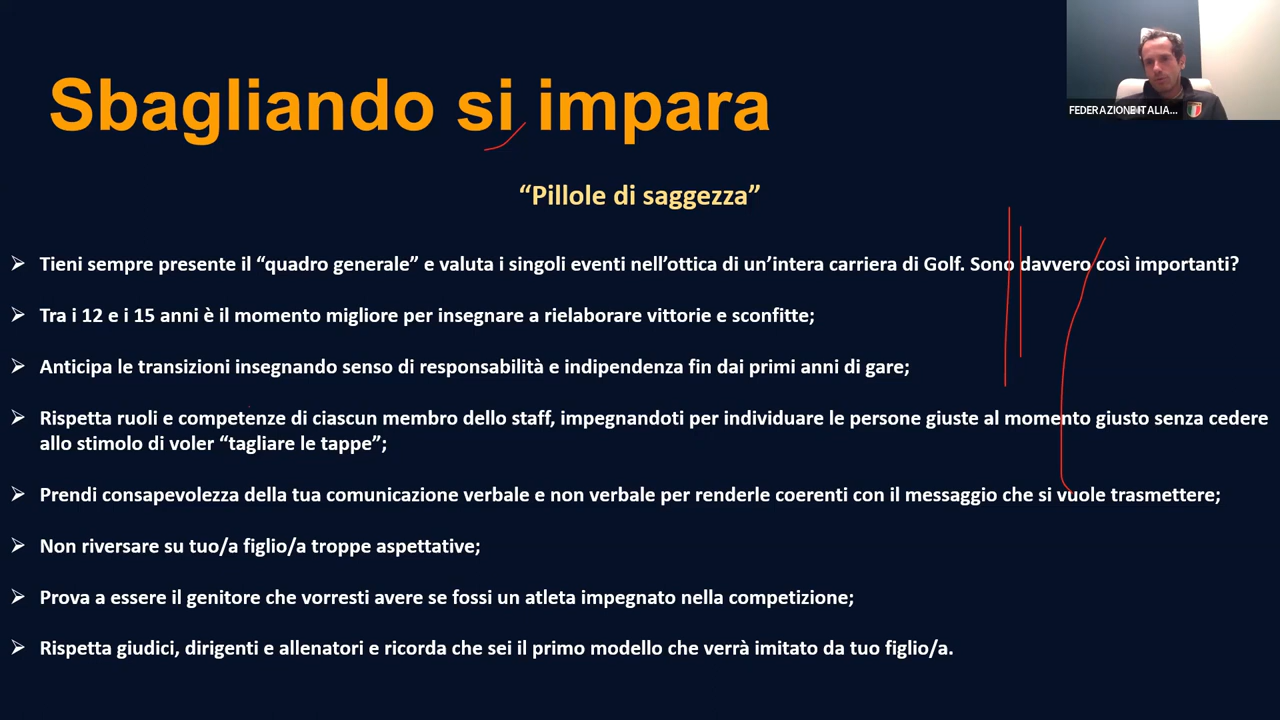 Sbagliando si impara
FEDERAZIONE ITALIA...
“Pillole di saggezza”
➢ Tieni sempre presente il “quadro generale” e valuta i singoli eventi nell’ottica di un’intera carriera di Golf. Sono davvero così importanti?
➢ Tra i 12 e i 15 anni è il momento migliore per insegnare a rielaborare vittorie e sconfitte;
➢ Anticipa le transizioni insegnando senso di responsabilità e indipendenza fin dai primi anni di gare;
➢ Rispetta ruoli e competenze di ciascun membro dello staff, impegnandoti per individuare le persone giuste al momento giusto senza cedere
allo stimolo di voler “tagliare le tappe”;
➢ Prendi consapevolezza della tua comunicazione verbale e non verbale per renderle coerenti con il messaggio che si vuole trasmettere;
➢ Non riversare su tuo/a figlio/a troppe aspettative;
➢ Prova a essere il genitore che vorresti avere se fossi un atleta impegnato nella competizione;
➢ Rispetta giudici, dirigenti e allenatori e ricorda che sei il primo modello che verrà imitato da tuo figlio/a.